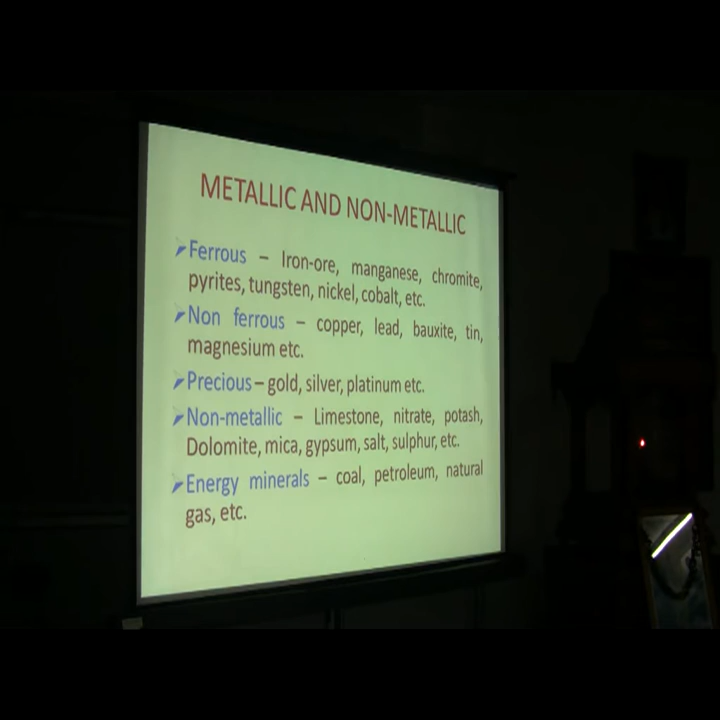 METALLIC AND NON-METALLIC
➢Ferrous – Iron-ore, manganese, chromite,
pyrites, tungsten, nickel, cobalt, etc.
➢Non ferrous – copper, lead, bauxite, tin,
magnesium etc.
➢Precious – gold, silver, platinum etc.
➢Non-metallic – Limestone, nitrate, potash,
Dolomite, mica, gypsum, salt, sulphur, etc.
➢Energy minerals – coal, petroleum, natural
gas, etc.